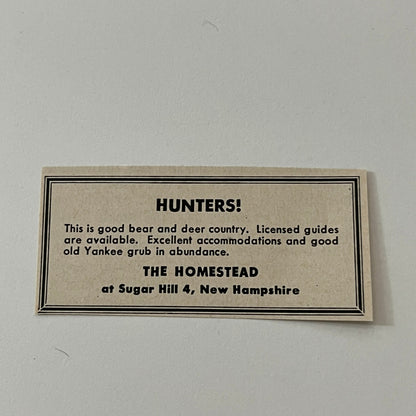 HUNTERS!
This is good bear and deer country. Licensed guides
are available. Excellent accommodations and good
old Yankee grub in abundance.
THE HOMESTEAD
at Sugar Hill 4, New Hampshire